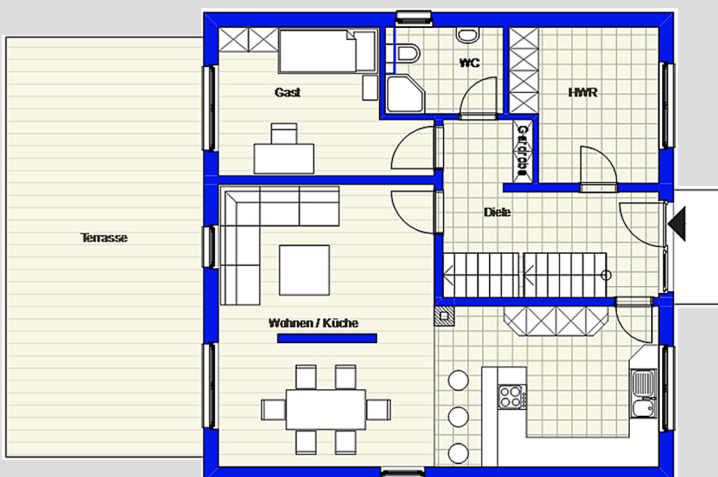 WC
Gast
HWR
Garderobe
Diele
Terrasse
Wohnen / Küche